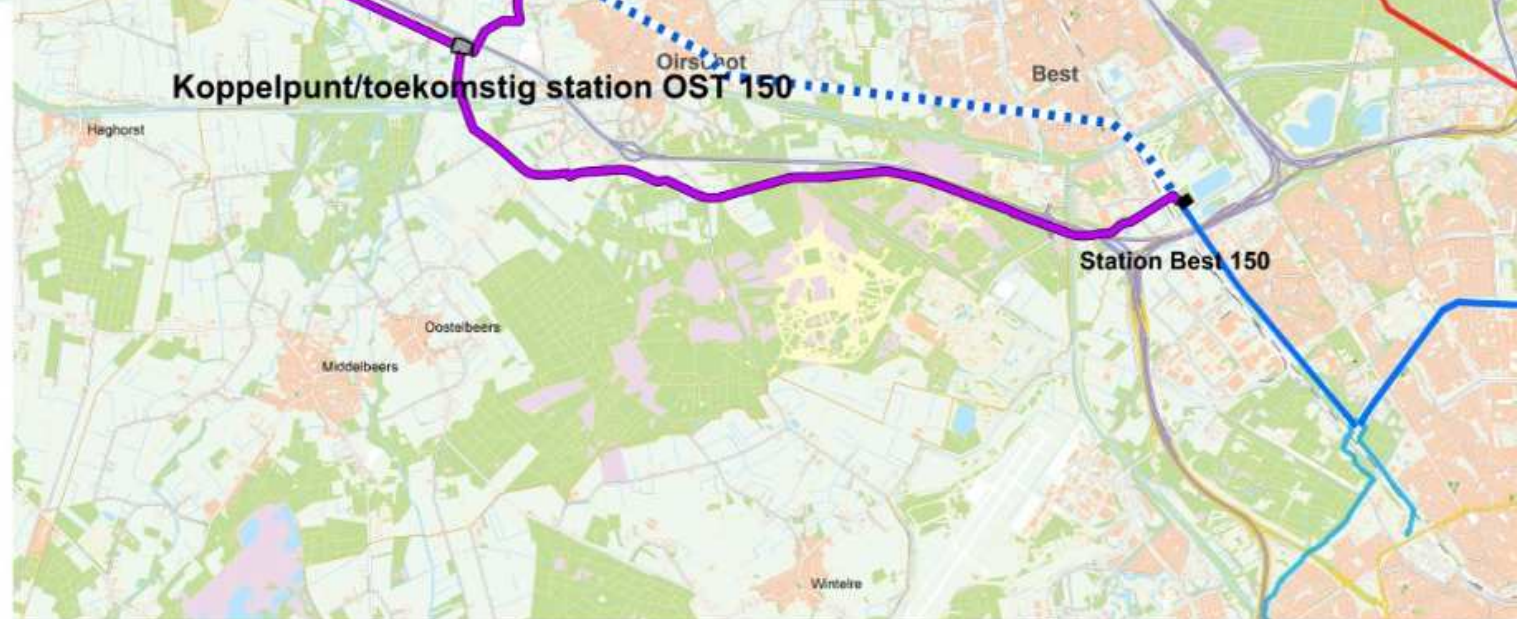 Oirschot
Best
Koppelpunt/toekomstig station OST 150
Haghorst
Station Best 150
Oostelbeers
Middelbeers
Wintelre